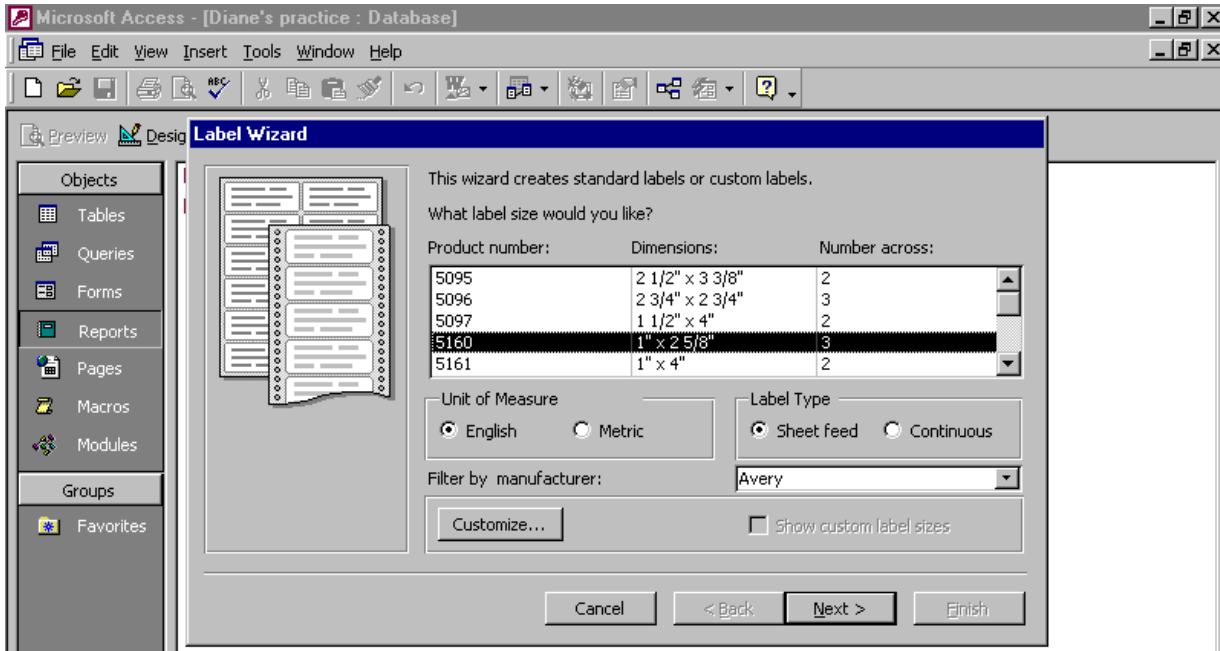 Microsoft Access - [Diane's practice : Database]
File Edit View Insert Tools Window Help
ABC
Preview Desig
Label Wizard
Objects
Tables
Queries
Forms
Reports
Pages
Macros
Modules
Groups
Favorites
This wizard creates standard labels or custom labels.
What label size would you like?
Product number: Dimensions: Number across:
5095 2 1/2" x 3 3/8" 2
5096 2 3/4" x 2 3/4" 3
5097 1 1/2" x 4" 2
5160 1" x 2 5/8" 3
5161 1" x 4" 2
Unit of Measure Label Type
English Metric Sheet feed Continuous
Filter by manufacturer: Avery
Customize... Show custom label sizes
Cancel < Back Next > Finish